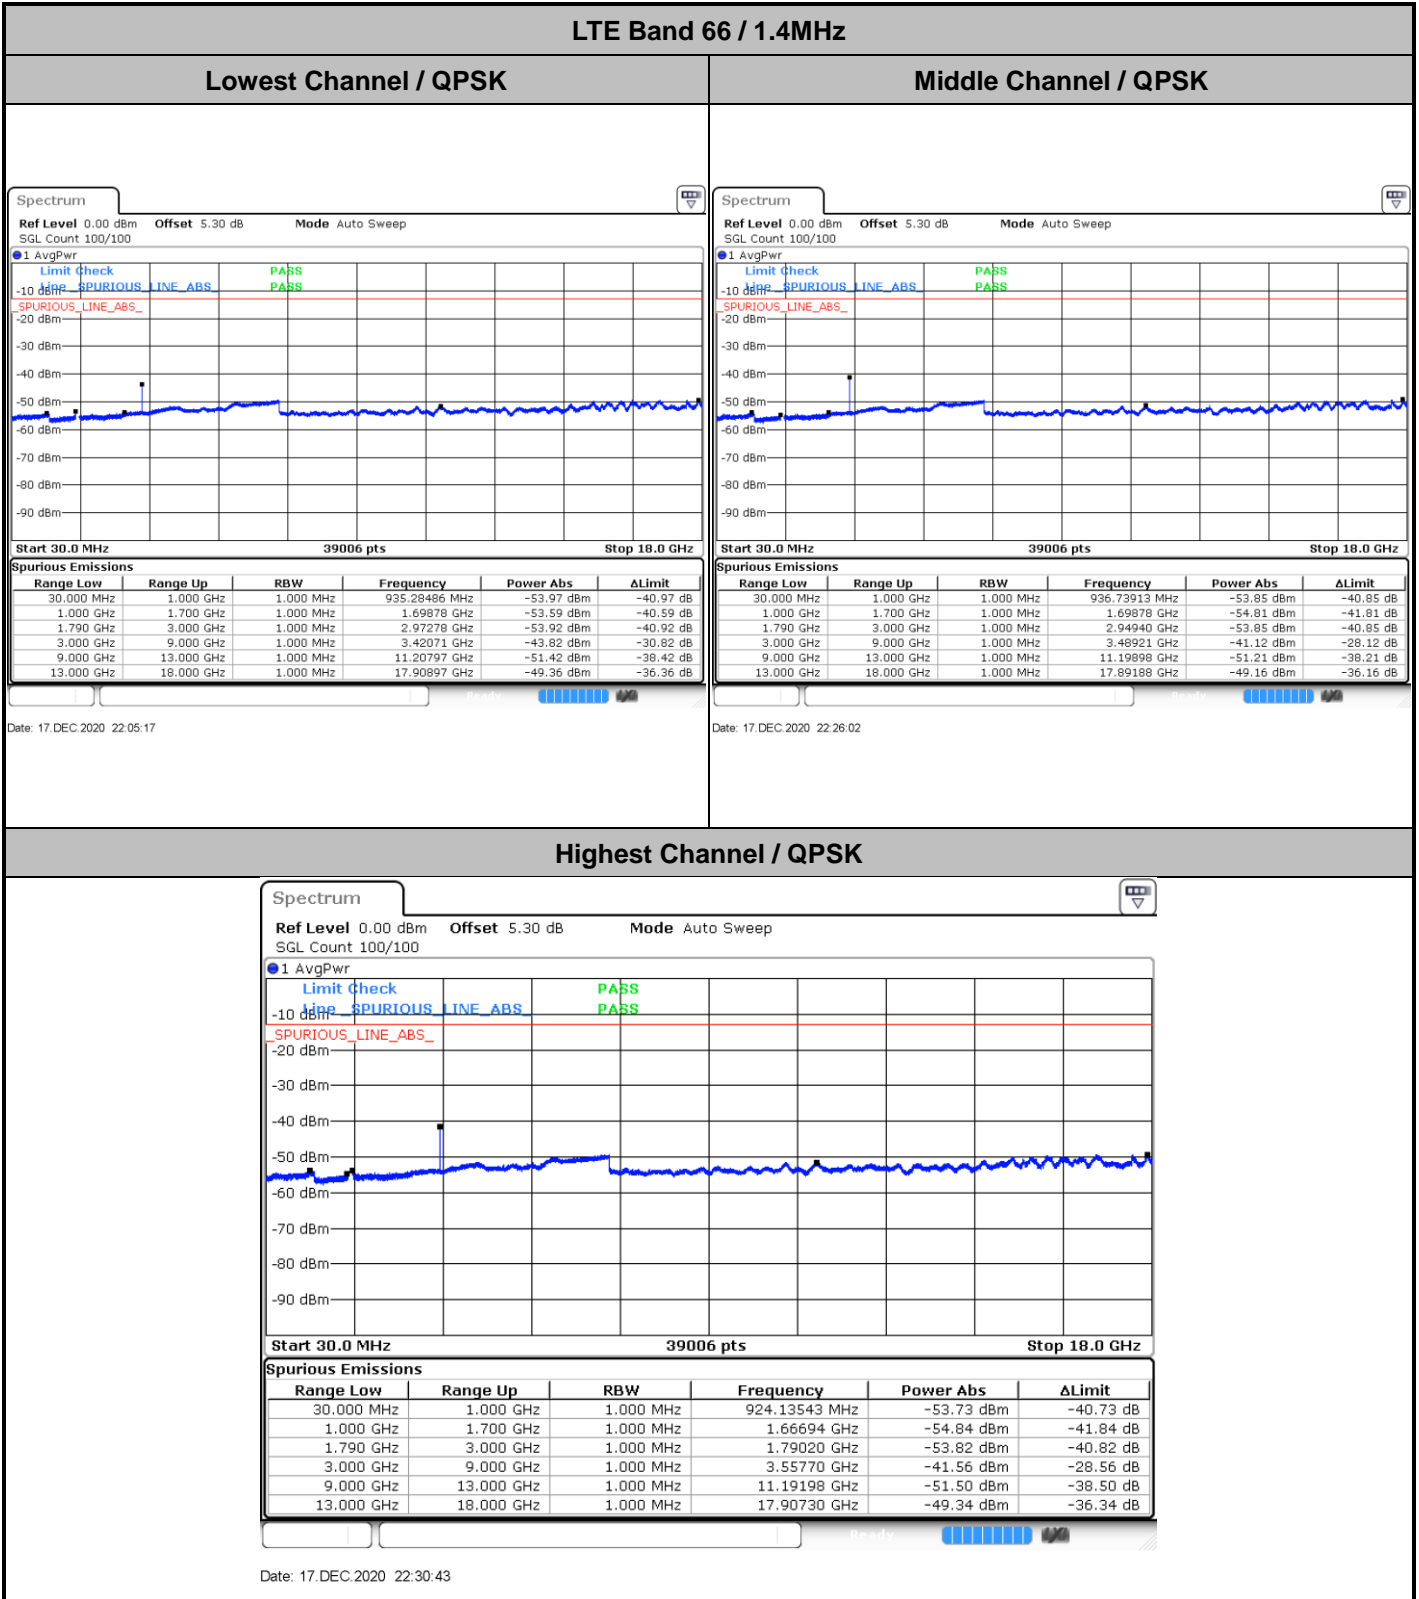 LTE Band 66 / 1.4MHz
Lowest Channel / QPSK
Middle Channel / QPSK
Spectrum
Ref Level 0.00 dBm Offset 5.30 dB Mode Auto Sweep
SGL Count 100/100
1 AvgPwr
Limit Check PASS
Line _SPURIOUS_LINE_ABS_ PASS
-10 dBm
_SPURIOUS_LINE_ABS_
-20 dBm
-30 dBm
-40 dBm
-50 dBm
-60 dBm
-70 dBm
-80 dBm
-90 dBm
Start 30.0 MHz 39006 pts Stop 18.0 GHz
Spurious Emissions
Range Low Range Up RBW Frequency Power Abs ΔLimit
30.000 MHz 1.000 GHz 1.000 MHz 935.28486 MHz -53.97 dBm -40.97 dB
1.000 GHz 1.700 GHz 1.000 MHz 1.69878 GHz -53.59 dBm -40.59 dB
1.790 GHz 3.000 GHz 1.000 MHz 2.97278 GHz -53.92 dBm -40.92 dB
3.000 GHz 9.000 GHz 1.000 MHz 3.42071 GHz -43.82 dBm -30.82 dB
9.000 GHz 13.000 GHz 1.000 MHz 11.20797 GHz -51.42 dBm -38.42 dB
13.000 GHz 18.000 GHz 1.000 MHz 17.90897 GHz -49.36 dBm -36.36 dB
Ready
Date: 17.DEC.2020 22:05:17
Spectrum
Ref Level 0.00 dBm Offset 5.30 dB Mode Auto Sweep
SGL Count 100/100
1 AvgPwr
Limit Check PASS
Line _SPURIOUS_LINE_ABS_ PASS
-10 dBm
_SPURIOUS_LINE_ABS_
-20 dBm
-30 dBm
-40 dBm
-50 dBm
-60 dBm
-70 dBm
-80 dBm
-90 dBm
Start 30.0 MHz 39006 pts Stop 18.0 GHz
Spurious Emissions
Range Low Range Up RBW Frequency Power Abs ΔLimit
30.000 MHz 1.000 GHz 1.000 MHz 936.73913 MHz -53.85 dBm -40.85 dB
1.000 GHz 1.700 GHz 1.000 MHz 1.69878 GHz -54.81 dBm -41.81 dB
1.790 GHz 3.000 GHz 1.000 MHz 2.94940 GHz -53.85 dBm -40.85 dB
3.000 GHz 9.000 GHz 1.000 MHz 3.48921 GHz -41.12 dBm -28.12 dB
9.000 GHz 13.000 GHz 1.000 MHz 11.19898 GHz -51.21 dBm -38.21 dB
13.000 GHz 18.000 GHz 1.000 MHz 17.89188 GHz -49.16 dBm -36.16 dB
Ready
Date: 17.DEC.2020 22:26:02
Highest Channel / QPSK
Spectrum
Ref Level 0.00 dBm Offset 5.30 dB Mode Auto Sweep
SGL Count 100/100
1 AvgPwr
Limit Check PASS
Line _SPURIOUS_LINE_ABS_ PASS
-10 dBm
_SPURIOUS_LINE_ABS_
-20 dBm
-30 dBm
-40 dBm
-50 dBm
-60 dBm
-70 dBm
-80 dBm
-90 dBm
Start 30.0 MHz 39006 pts Stop 18.0 GHz
Spurious Emissions
Range Low Range Up RBW Frequency Power Abs ΔLimit
30.000 MHz 1.000 GHz 1.000 MHz 924.13543 MHz -53.73 dBm -40.73 dB
1.000 GHz 1.700 GHz 1.000 MHz 1.66694 GHz -54.84 dBm -41.84 dB
1.790 GHz 3.000 GHz 1.000 MHz 1.79020 GHz -53.82 dBm -40.82 dB
3.000 GHz 9.000 GHz 1.000 MHz 3.55770 GHz -41.56 dBm -28.56 dB
9.000 GHz 13.000 GHz 1.000 MHz 11.19198 GHz -51.50 dBm -38.50 dB
13.000 GHz 18.000 GHz 1.000 MHz 17.90730 GHz -49.34 dBm -36.34 dB
Ready
Date: 17.DEC.2020 22:30:43